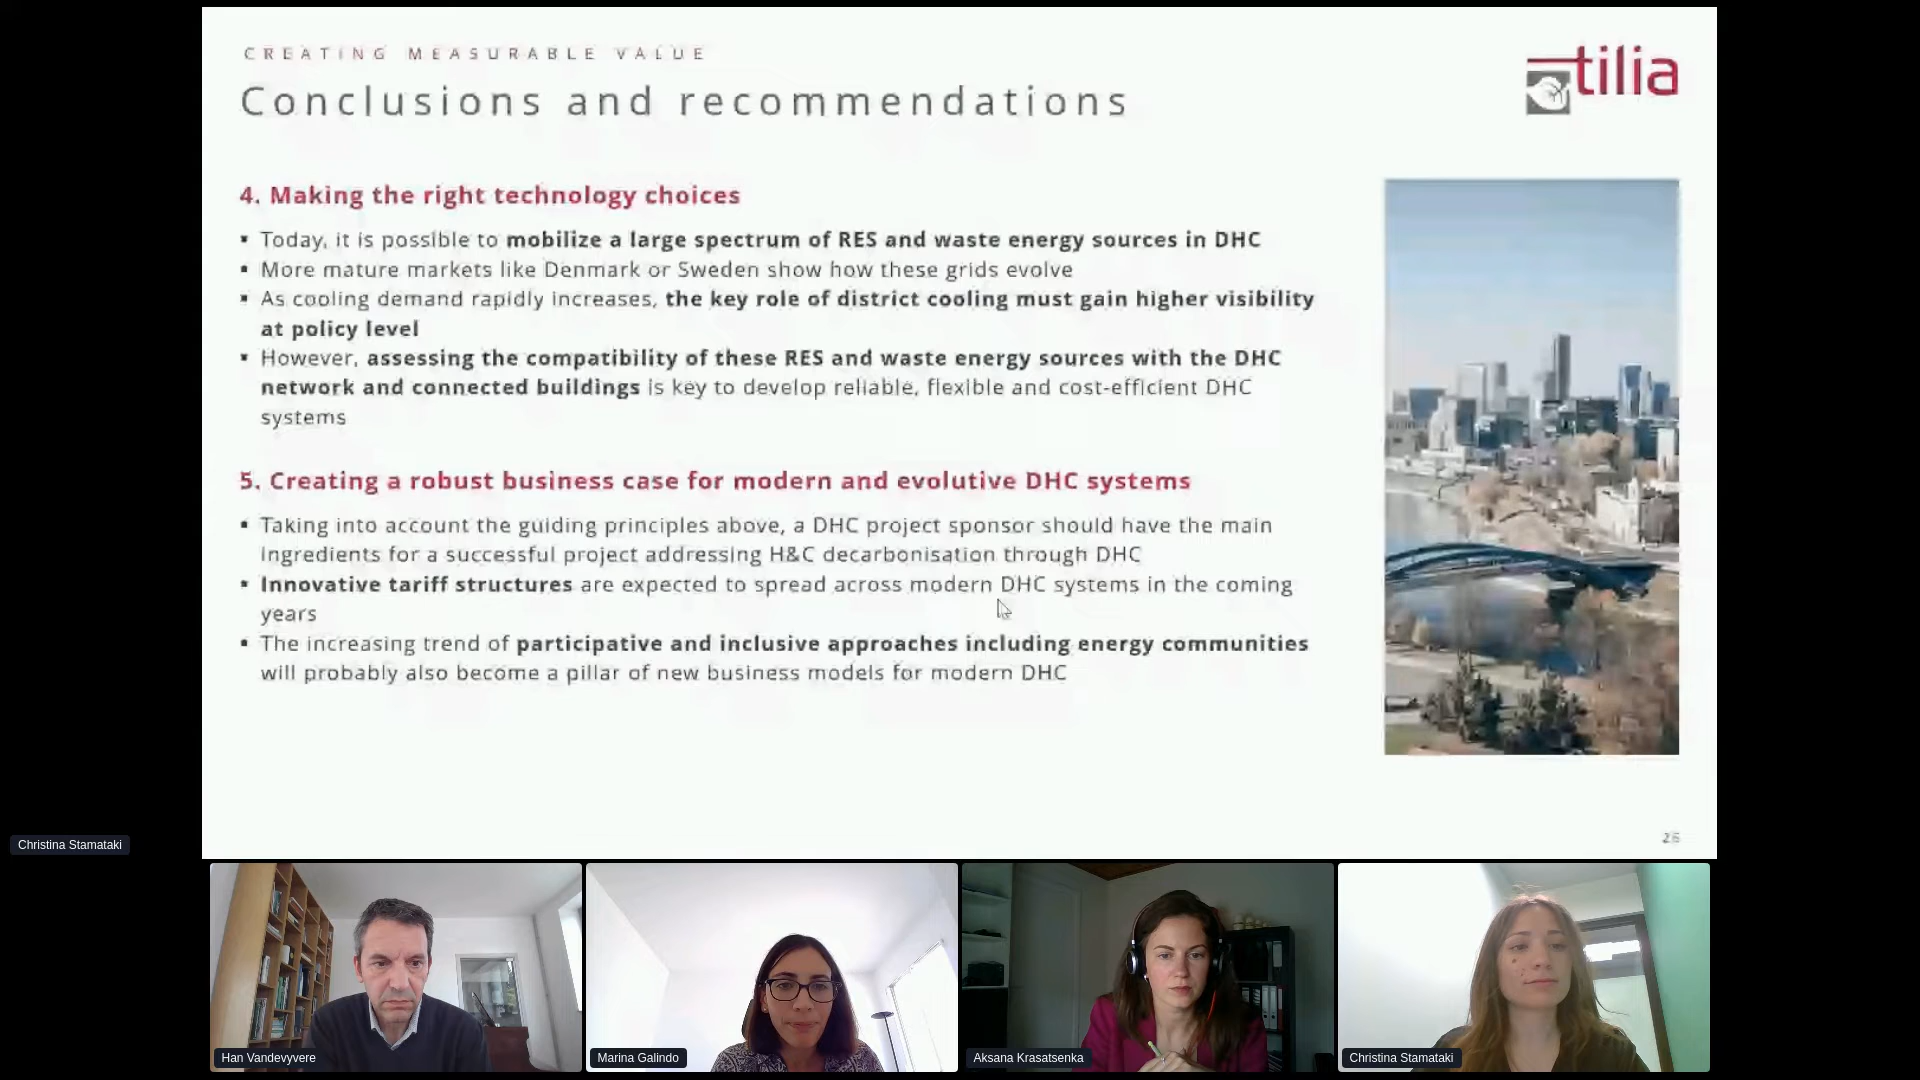 CREATING MEASURABLE VALUE
Conclusions and recommendations
tilia
4. Making the right technology choices
▪ Today, it is possible to mobilize a large spectrum of RES and waste energy sources in DHC
▪ More mature markets like Denmark or Sweden show how these grids evolve
▪ As cooling demand rapidly increases, the key role of district cooling must gain higher visibility
at policy level
▪ However, assessing the compatibility of these RES and waste energy sources with the DHC
network and connected buildings is key to develop reliable, flexible and cost-efficient DHC
systems
5. Creating a robust business case for modern and evolutive DHC systems
▪ Taking into account the guiding principles above, a DHC project sponsor should have the main
ingredients for a successful project addressing H&C decarbonisation through DHC
▪ Innovative tariff structures are expected to spread across modern DHC systems in the coming
years
▪ The increasing trend of participative and inclusive approaches including energy communities
will probably also become a pillar of new business models for modern DHC
26
Christina Stamataki
Han Vandevyvere
Marina Galindo
Aksana Krasatsenka
Christina Stamataki